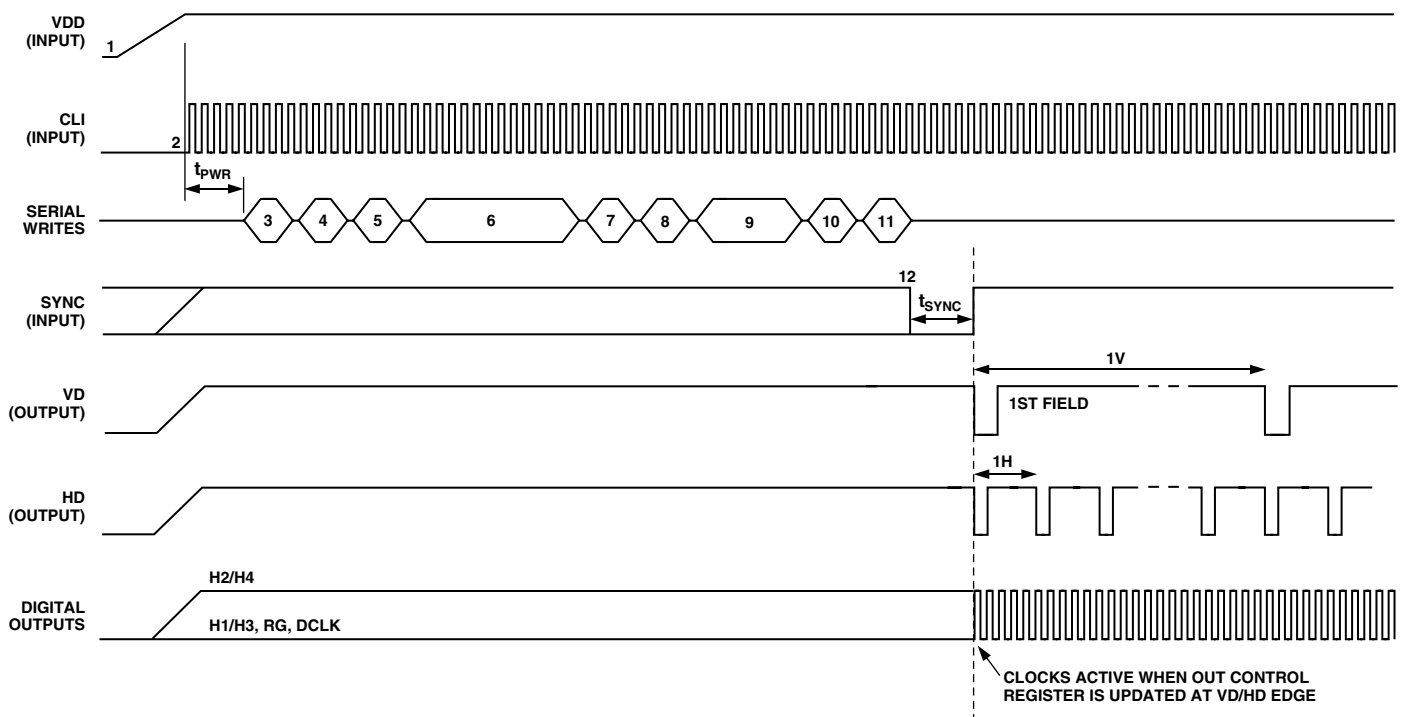 VDD
(INPUT)
1
CLI
(INPUT)
2
tPWR
SERIAL
WRITES
3 4 5 6 7 8 9 10 11
12
SYNC
(INPUT)
tSYNC
1V
VD
(OUTPUT)
1ST FIELD
1H
HD
(OUTPUT)
H2/H4
DIGITAL
OUTPUTS
H1/H3, RG, DCLK
CLOCKS ACTIVE WHEN OUT CONTROL
REGISTER IS UPDATED AT VD/HD EDGE